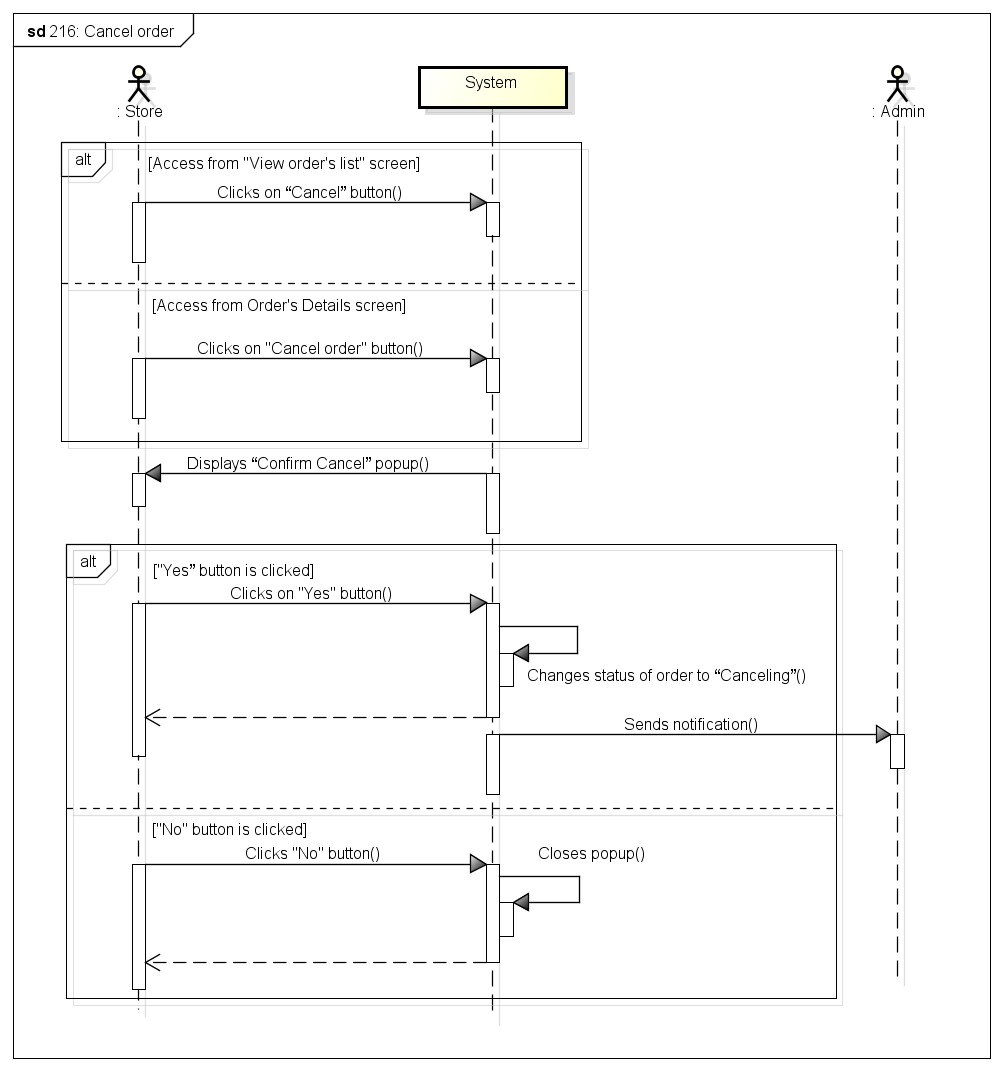 sd 216: Cancel order
: Store
System
: Admin
alt
[Access from "View order's list" screen]
Clicks on “Cancel” button()
[Access from Order's Details screen]
Clicks on "Cancel order" button()
Displays “Confirm Cancel” popup()
alt
["Yes” button is clicked]
Clicks on "Yes" button()
Changes status of order to “Canceling”()
Sends notification()
["No" button is clicked]
Clicks "No" button()
Closes popup()